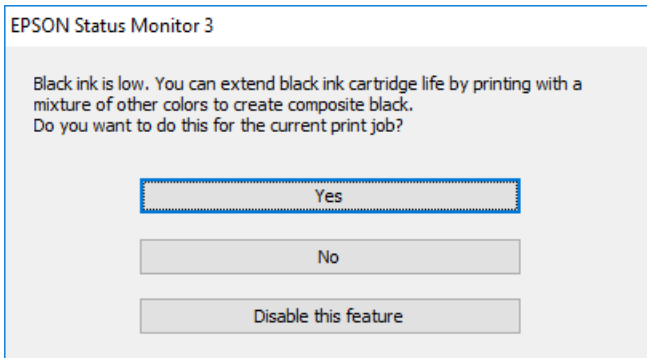 EPSON Status Monitor 3
Black ink is low. You can extend black ink cartridge life by printing with a
mixture of other colors to create composite black.
Do you want to do this for the current print job?
Yes
No
Disable this feature